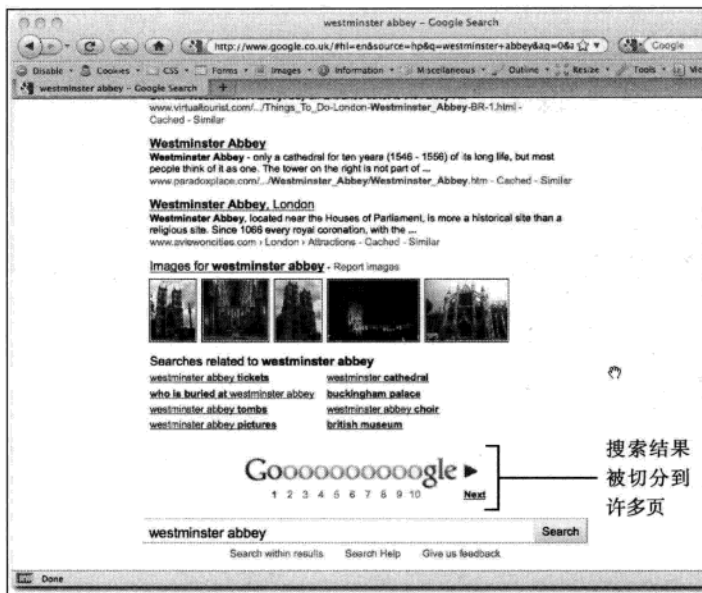 westminster abbey - Google Search
http://www.google.co.uk/#hl=en&source=hp&q=westminster+abbey&aq=0&
Google
Disable Cookies CSS Forms Images Information Miscellaneous Outline Resize Tools
westminster abbey - Google Search +
www.virtualtourist.com/.../Things_To_Do-London-Westminster_Abbey-BR-1.html -
Cached - Similar
Westminster Abbey
Westminster Abbey - only a cathedral for ten years (1546 - 1556) of its long life, but most
people think of it as one. The tower on the right is not part of ...
www.paradoxplace.com/.../Westminster_Abbey/Westminster_Abbey.htm - Cached - Similar
Westminster Abbey, London
Westminster Abbey, located near the Houses of Parliament, is more a historical site than a
religious site. Since 1066 every royal coronation, with the ...
www.aviewoncities.com › London › Attractions - Cached - Similar
Images for westminster abbey - Report images
Searches related to westminster abbey
westminster abbey tickets westminster cathedral
who is buried at westminster abbey buckingham palace
westminster abbey tombs westminster abbey choir
westminster abbey pictures british museum
Goooooooooogle
1 2 3 4 5 6 7 8 9 10 Next
搜索结果
被切分到
许多页
westminster abbey Search
Search within results Search Help Give us feedback
Done